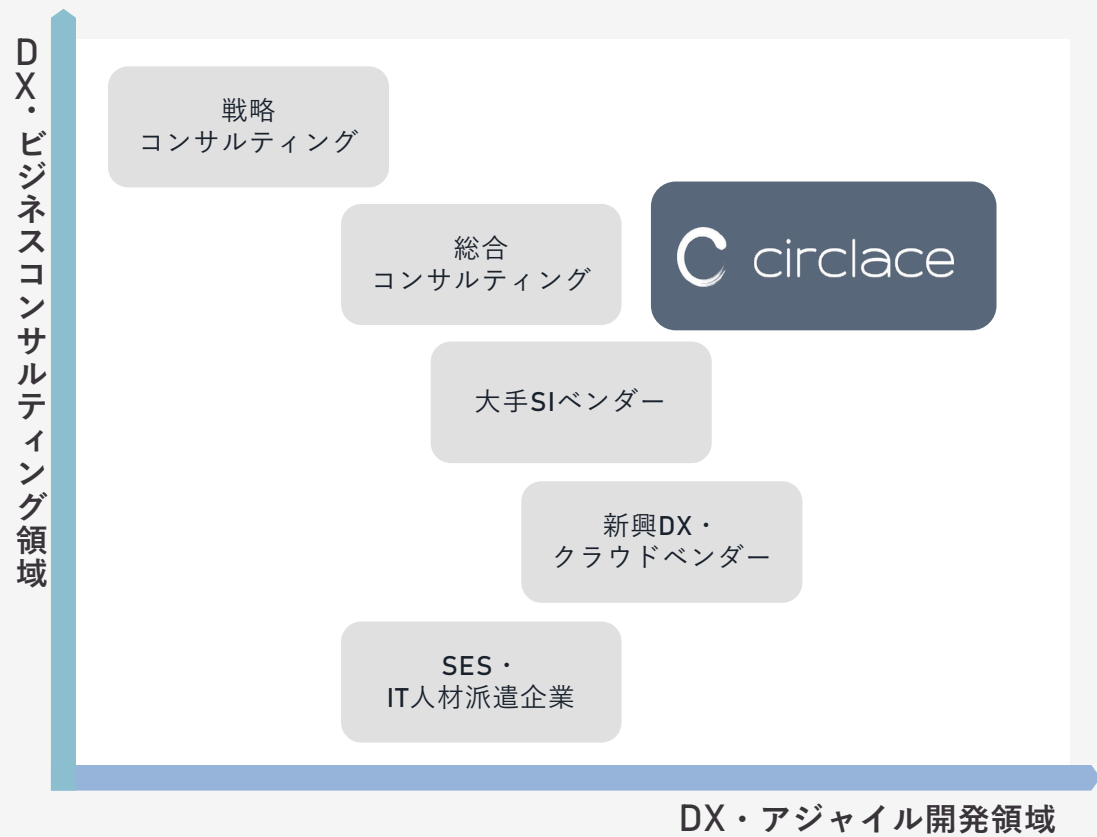 DX・ビジネスコンサルティング領域
戦略
コンサルティング
総合
コンサルティング
circlace
大手SIベンダー
新興DX・
クラウドベンダー
SES・
IT人材派遣企業
DX・アジャイル開発領域